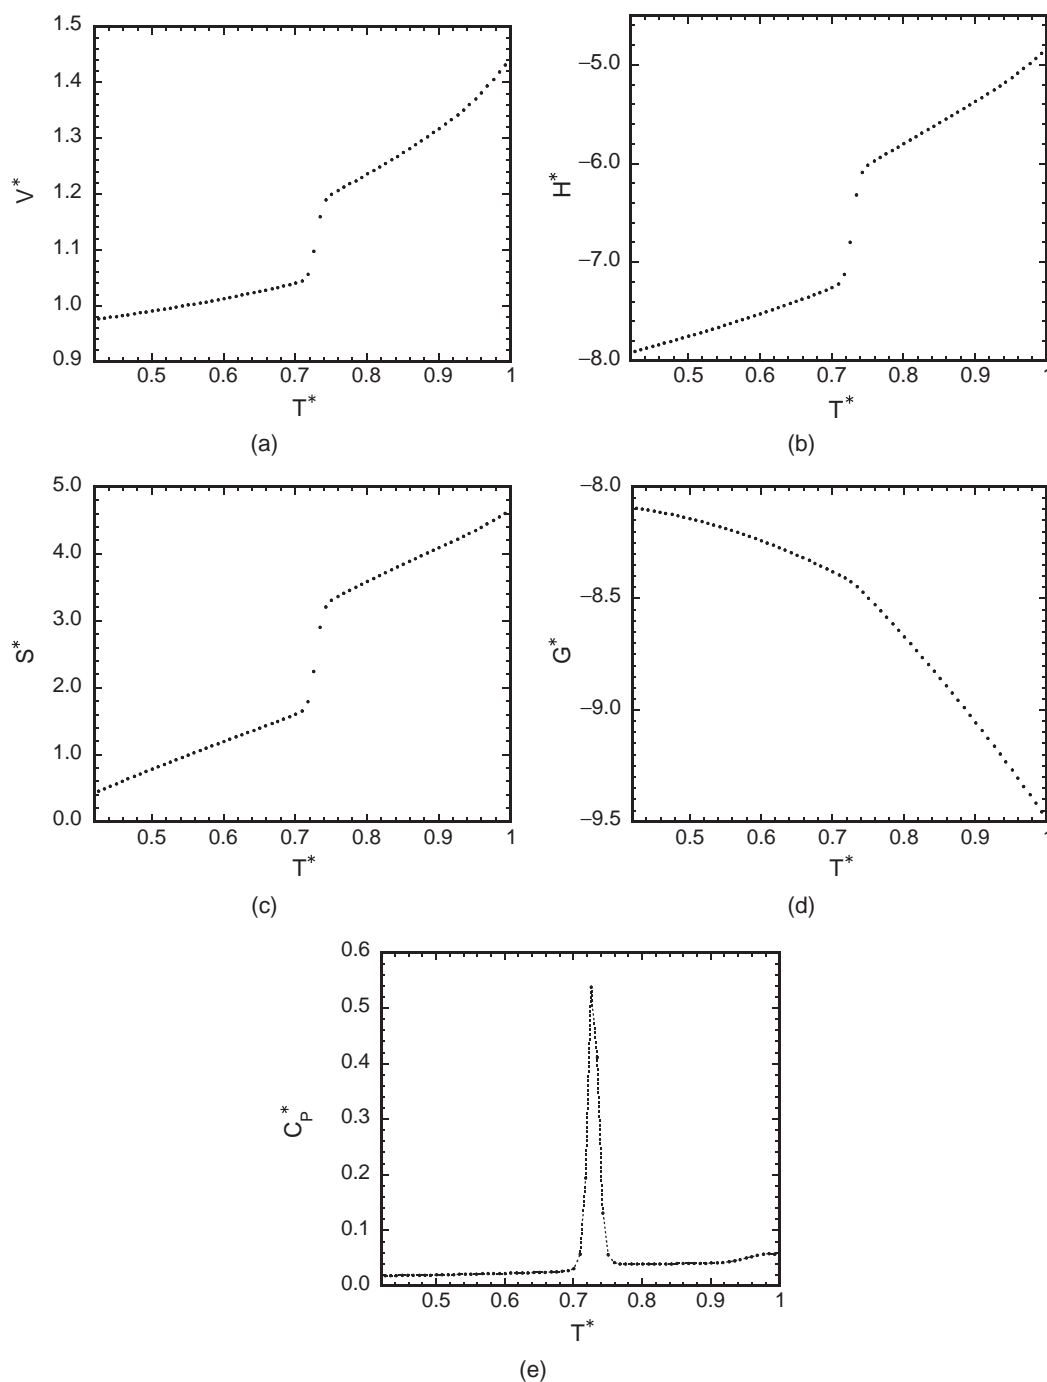 1.5
1.4
1.3
1.2
1.1
1.0
0.9
V*
0.5 0.6 0.7 0.8 0.9 1
T*
(a)
–5.0
–6.0
–7.0
–8.0
H*
0.5 0.6 0.7 0.8 0.9 1
T*
(b)
5.0
4.0
3.0
2.0
1.0
0.0
S*
0.5 0.6 0.7 0.8 0.9 1
T*
(c)
–8.0
–8.5
–9.0
–9.5
G*
0.5 0.6 0.7 0.8 0.9 1
T*
(d)
0.6
0.5
0.4
0.3
0.2
0.1
0.0
C_P*
0.5 0.6 0.7 0.8 0.9 1
T*
(e)